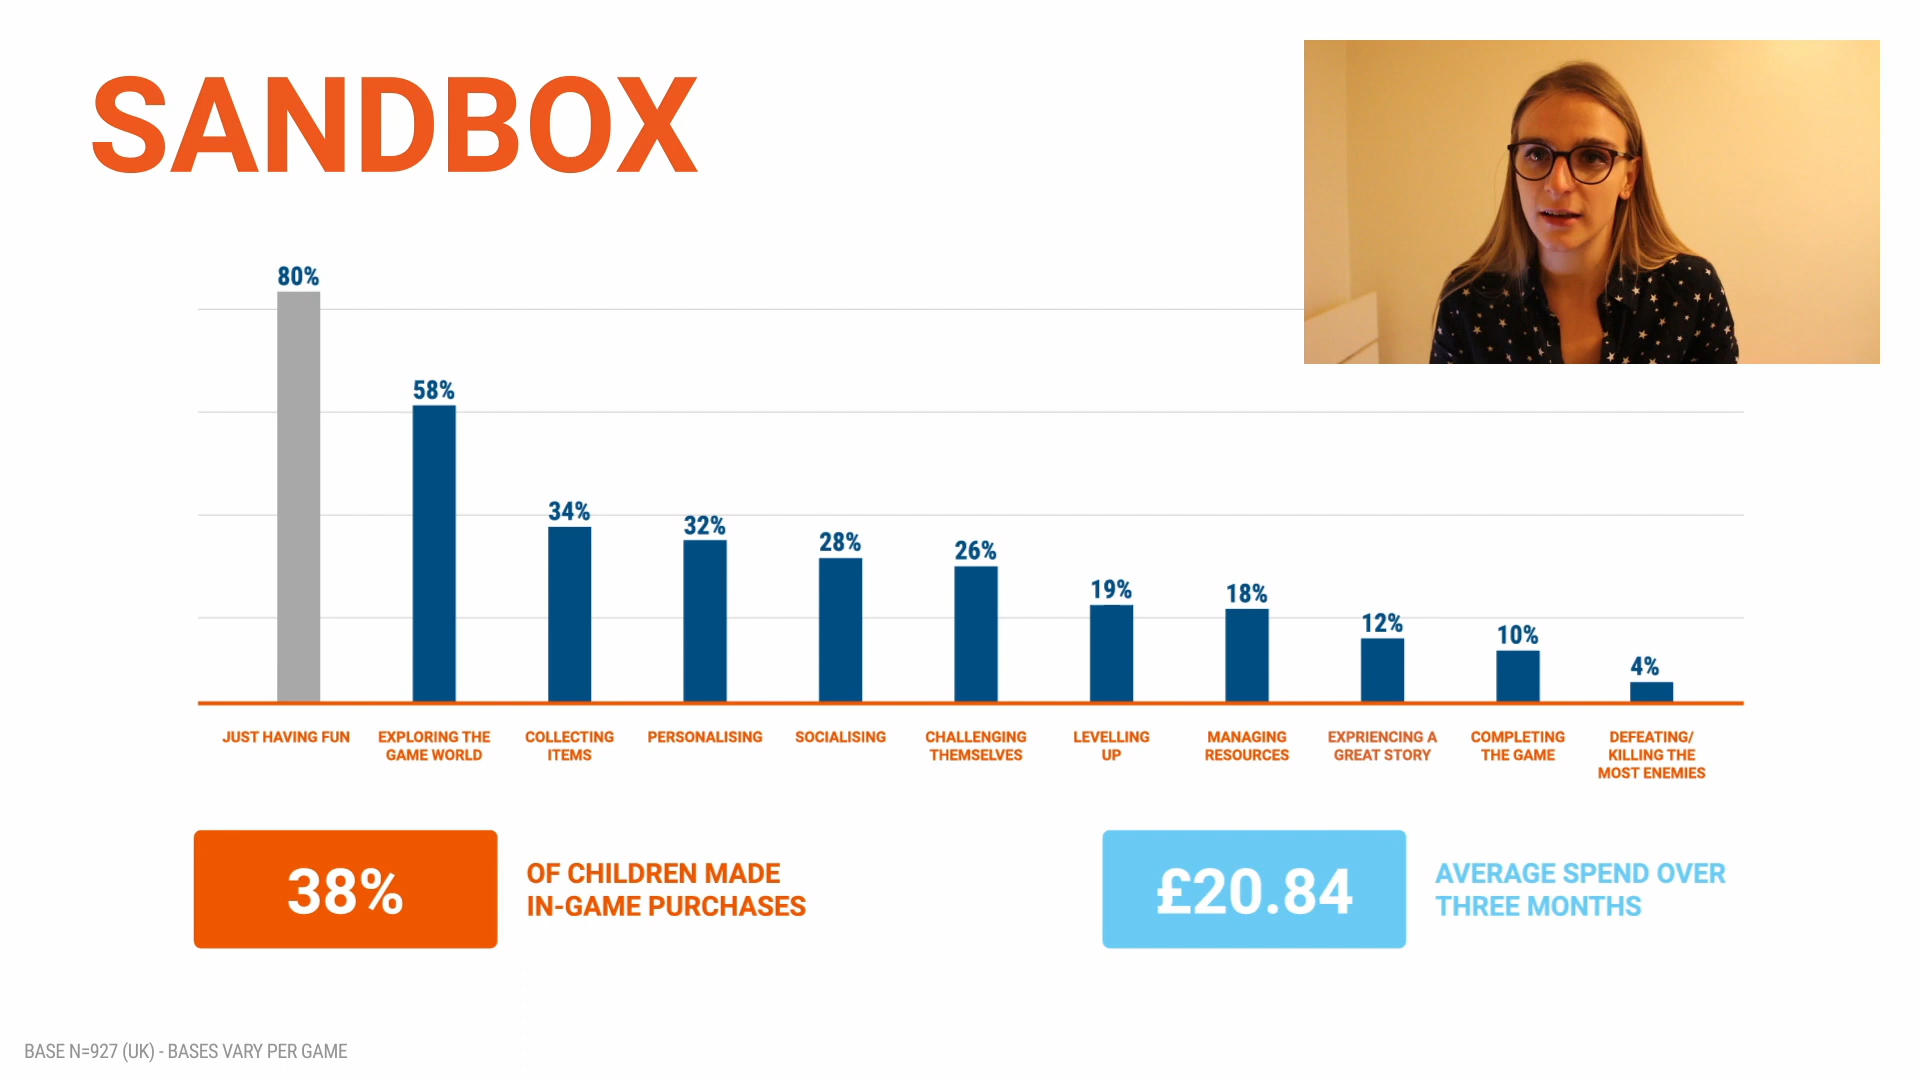 SANDBOX
80%
58%
34%
32%
28%
26%
19%
18%
12%
10%
4%
JUST HAVING FUN
EXPLORING THE
GAME WORLD
COLLECTING
ITEMS
PERSONALISING
SOCIALISING
CHALLENGING
THEMSELVES
LEVELLING
UP
MANAGING
RESOURCES
EXPRIENCING A
GREAT STORY
COMPLETING
THE GAME
DEFEATING/
KILLING THE
MOST ENEMIES
38%
OF CHILDREN MADE
IN-GAME PURCHASES
£20.84
AVERAGE SPEND OVER
THREE MONTHS
BASE N=927 (UK) - BASES VARY PER GAME